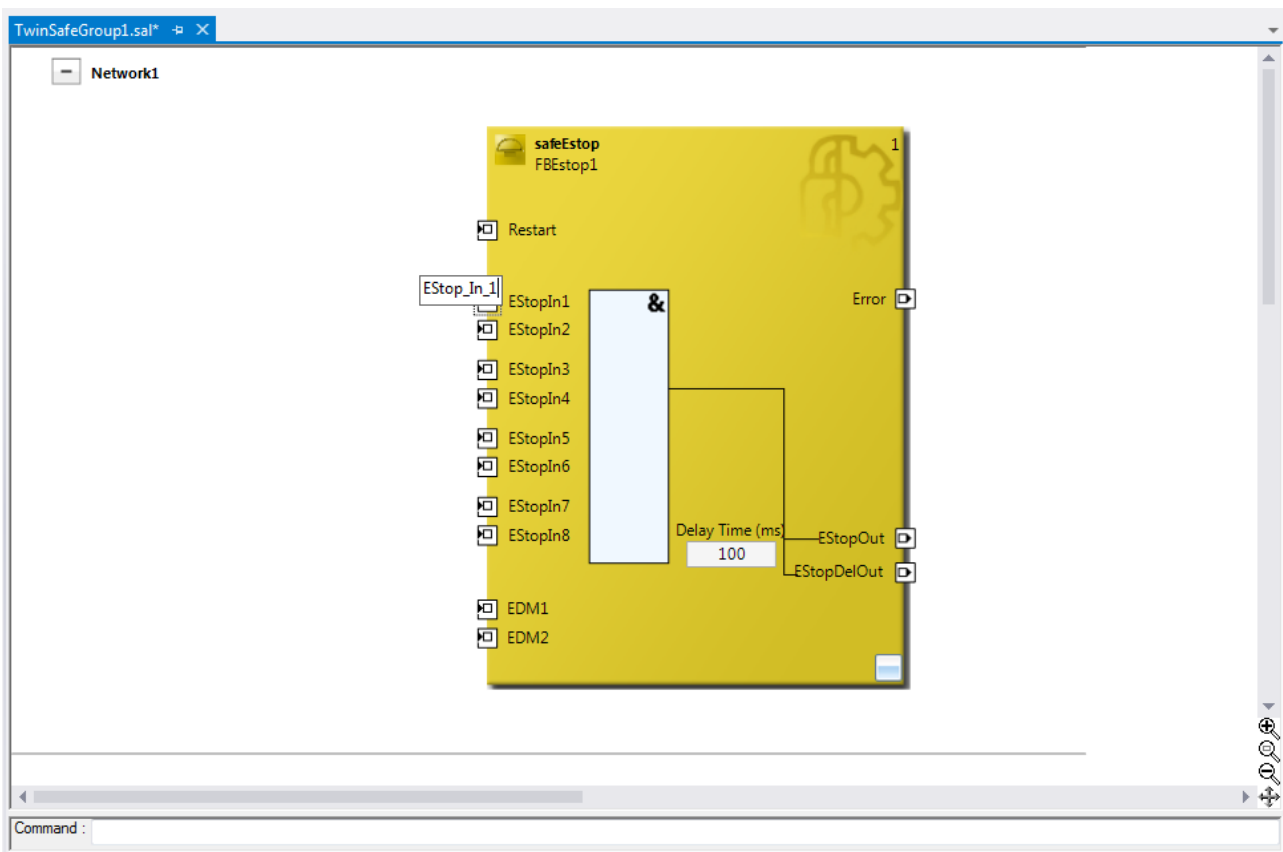 TwinSafeGroup1.sal*
Network1
safeEstop
1
FBEstop1
Restart
EStop_In_1
EStopIn1
&
Error
EStopIn2
EStopIn3
EStopIn4
EStopIn5
EStopIn6
EStopIn7
EStopIn8
Delay Time (ms)
100
EStopOut
EStopDelOut
EDM1
EDM2
Command :